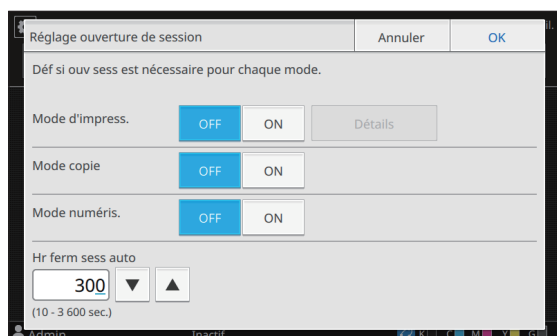 il.
Réglage ouverture de session Annuler OK
Déf si ouv sess est nécessaire pour chaque mode.
Mode d'impress. OFF ON Détails
Mode copie OFF ON
Mode numéris. OFF ON
Hr ferm sess auto
300
(10 - 3 600 sec.)
Admin Inactif K C M Y G